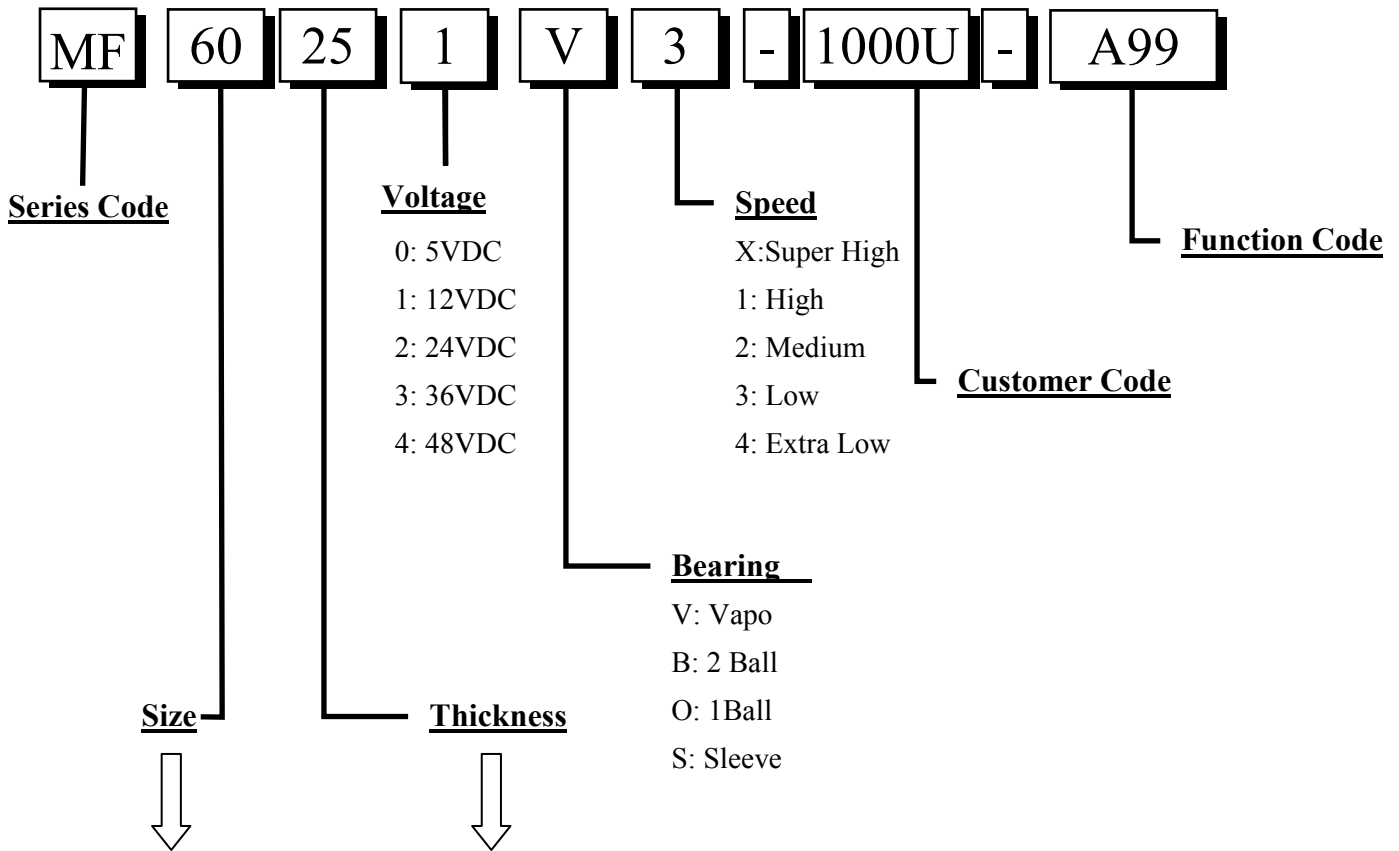 MF 60 25 1 V 3 - 1000U - A99
Series Code
Voltage
0: 5VDC
1: 12VDC
2: 24VDC
3: 36VDC
4: 48VDC
Speed
X:Super High
1: High
2: Medium
3: Low
4: Extra Low
Function Code
Customer Code
Bearing
V: Vapo
B: 2 Ball
O: 1Ball
S: Sleeve
Size
Thickness